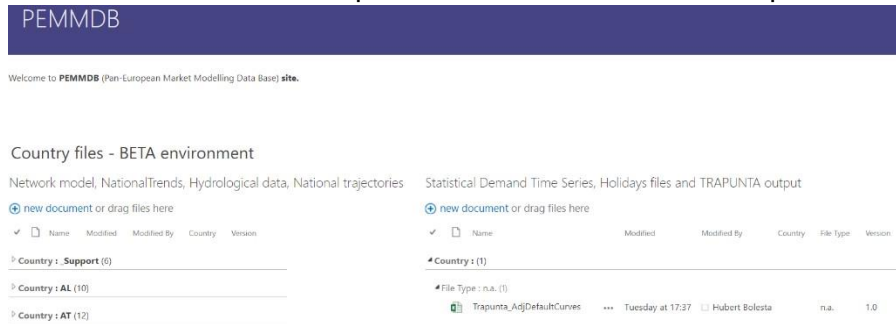 PEMMDB
Welcome to PEMMDB (Pan-European Market Modelling Data Base) site.
Country files - BETA environment
Network model, NationalTrends, Hydrological data, National trajectories
new document or drag files here
Name Modified Modified By Country Version
Country : _Support (6)
Country : AL (10)
Country : AT (12)
Statistical Demand Time Series, Holidays files and TRAPUNTA output
new document or drag files here
Name Modified Modified By Country File Type Version
Country : (1)
File Type : n.a. (1)
Trapunta_AdjDefaultCurves ... Tuesday at 17:37 Hubert Bolesta n.a. 1.0